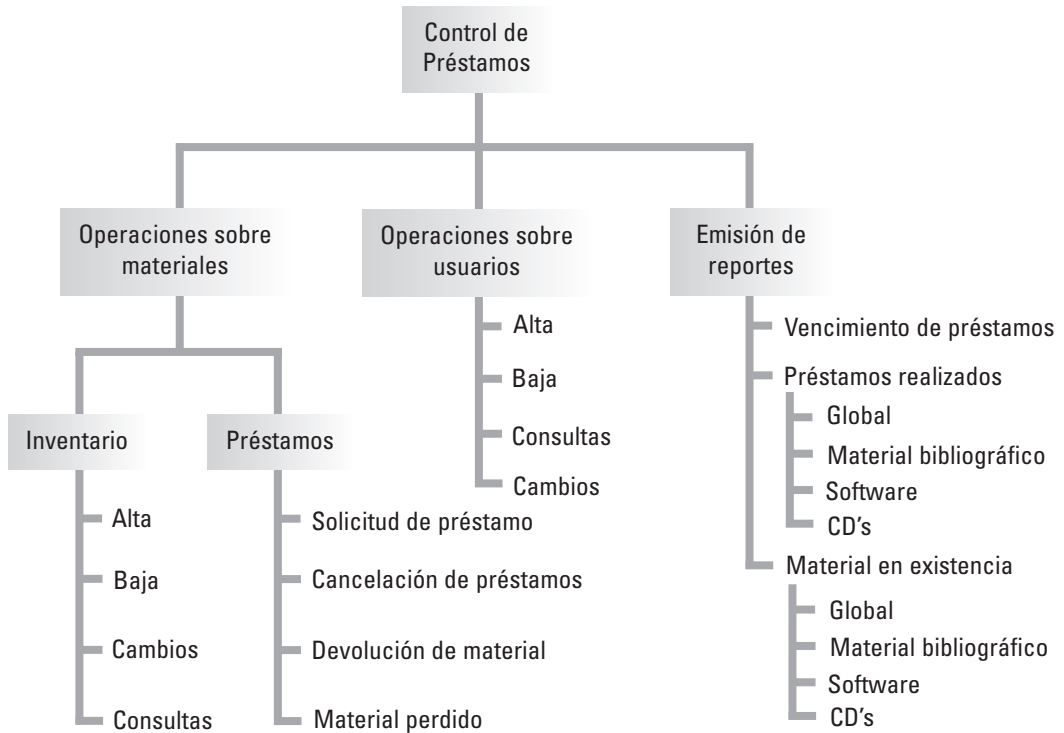 Control de
Préstamos
Operaciones sobre
materiales
Operaciones sobre
usuarios
Emisión de
reportes
Inventario
Alta
Baja
Cambios
Consultas
Préstamos
Solicitud de préstamo
Cancelación de préstamos
Devolución de material
Material perdido
Alta
Baja
Consultas
Cambios
Vencimiento de préstamos
Préstamos realizados
Global
Material bibliográfico
Software
CD's
Material en existencia
Global
Material bibliográfico
Software
CD's